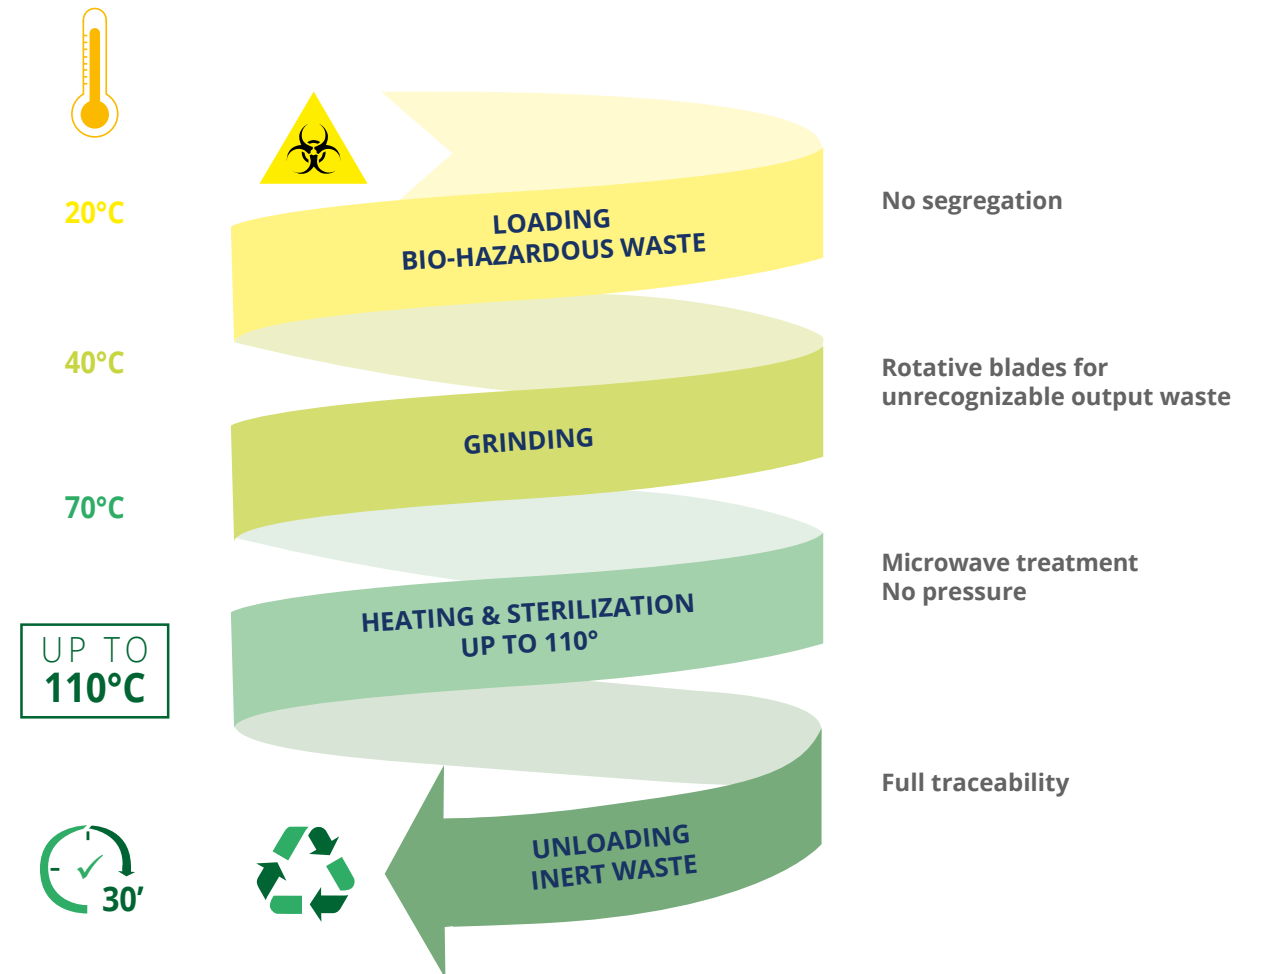 20°C
LOADING
BIO-HAZARDOUS WASTE
No segregation
40°C
GRINDING
Rotative blades for
unrecognizable output waste
70°C
HEATING & STERILIZATION
UP TO 110°
Microwave treatment
No pressure
UP TO
110°C
UNLOADING
INERT WASTE
Full traceability
30’